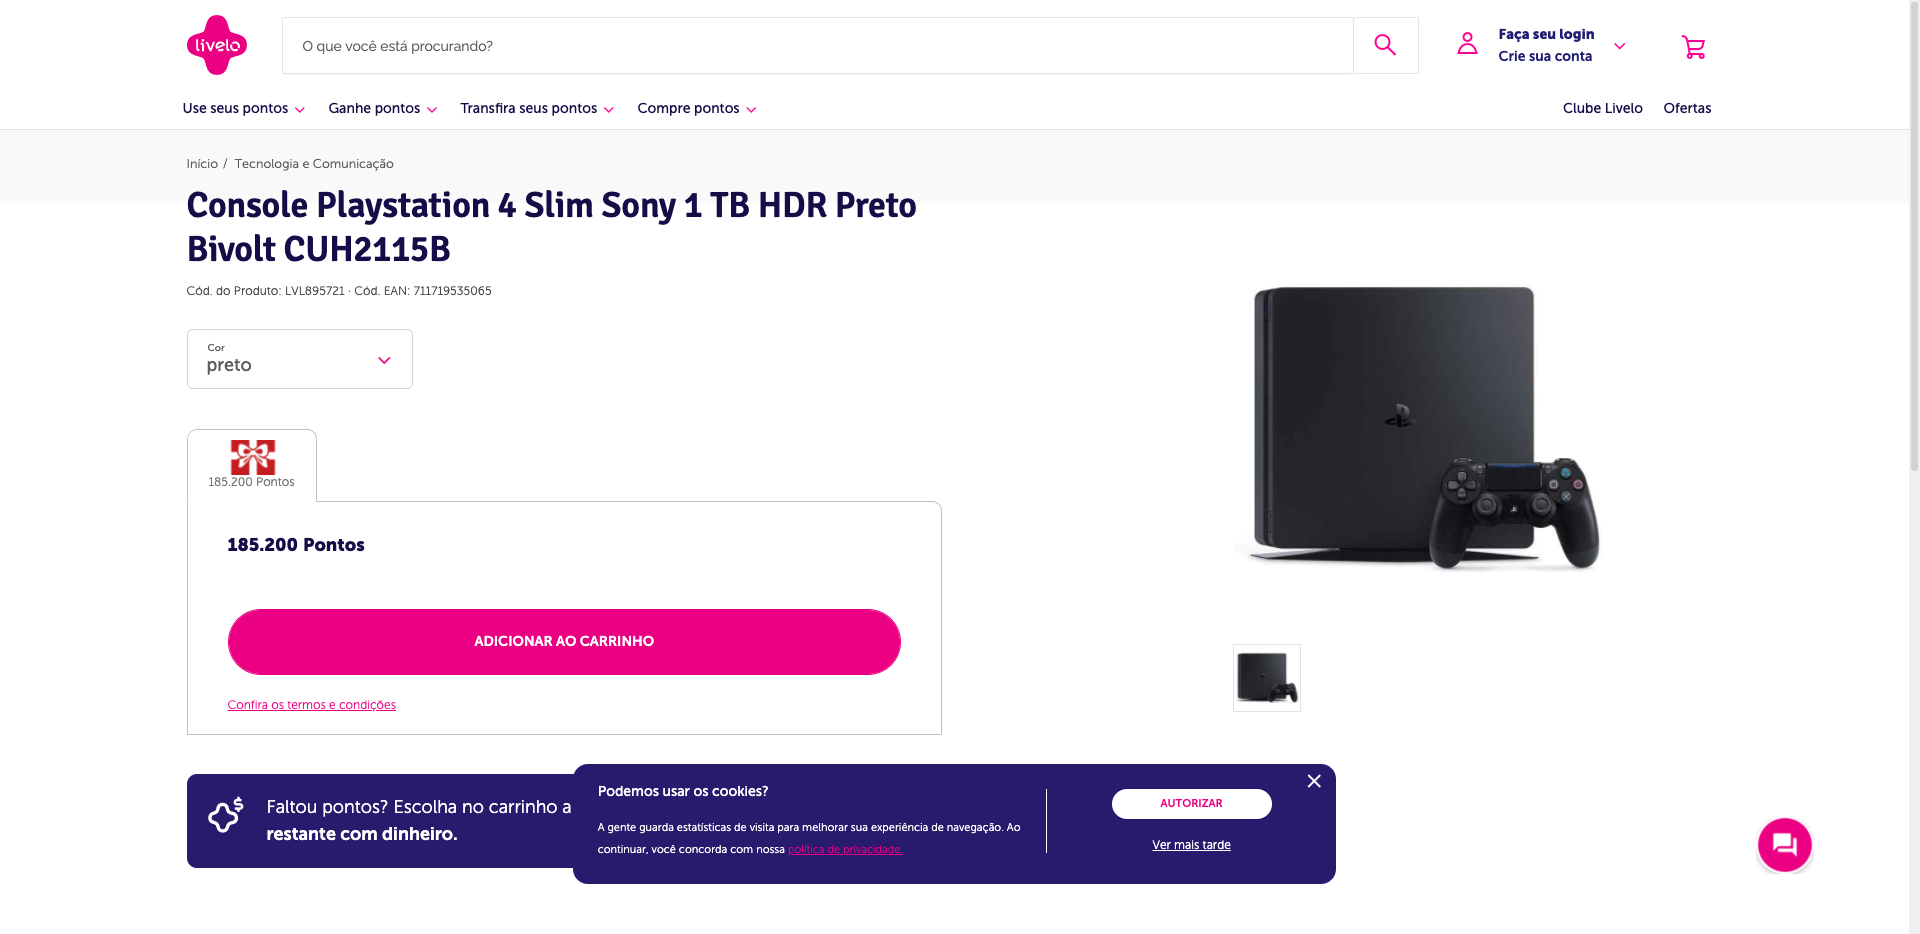 livelo
O que você está procurando?
Faça seu login
Crie sua conta
Use seus pontos
Ganhe pontos
Transfira seus pontos
Compre pontos
Clube Livelo
Ofertas
Início / Tecnologia e Comunicação
Console Playstation 4 Slim Sony 1 TB HDR Preto
Bivolt CUH2115B
Cód. do Produto: LVL895721 · Cód. EAN: 711719535065
Cor
preto
185.200 Pontos
185.200 Pontos
ADICIONAR AO CARRINHO
Confira os termos e condições
Faltou pontos? Escolha no carrinho a
restante com dinheiro.
Podemos usar os cookies?
A gente guarda estatísticas de visita para melhorar sua experiência de navegação. Ao
continuar, você concorda com nossa política de privacidade.
AUTORIZAR
Ver mais tarde